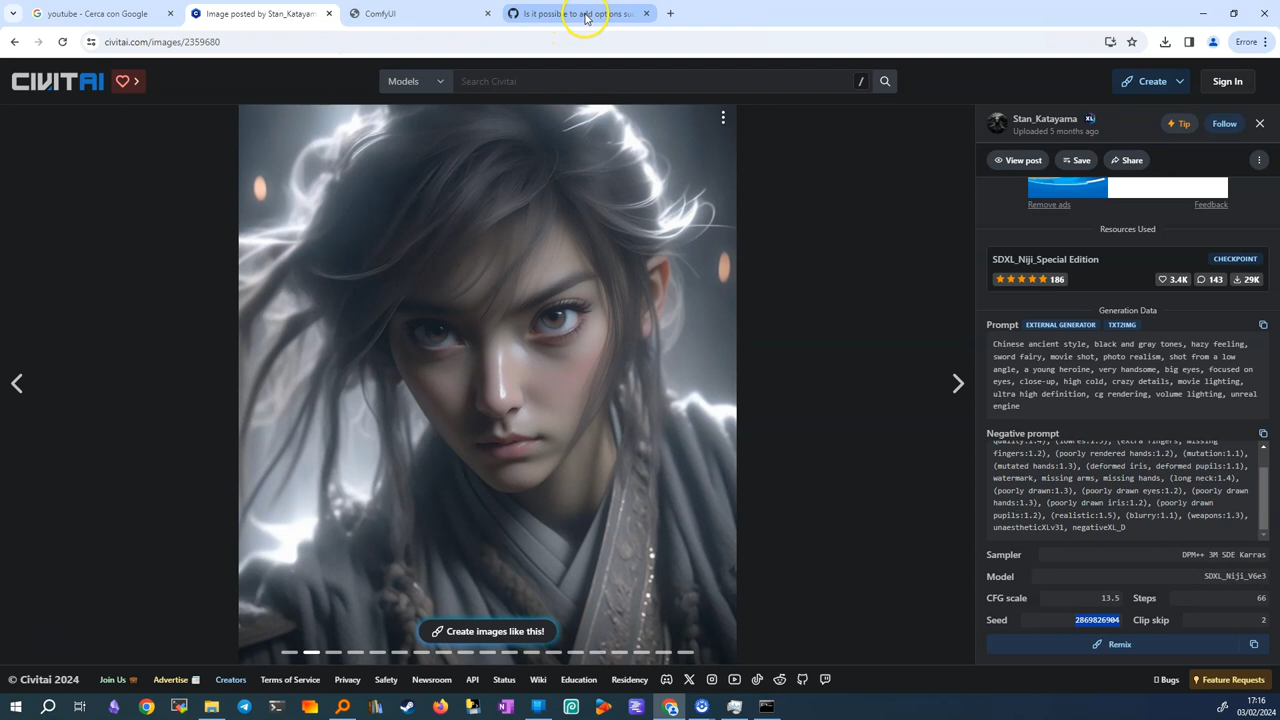 youtube - Cerca con Google
Image posted by Stan_Katayam
ComfyUI
Is it possible to add options suc
civitai.com/images/2359680
Errore
CIVITAI
Models
Search Civitai
/
Create
Sign In
Stan_Katayama XL
Uploaded 5 months ago
Tip
Follow
View post
Save
Share
Remove ads
Feedback
Resources Used
SDXL_Niji_Special Edition
CHECKPOINT
186
3.4K
143
29K
Generation Data
Prompt EXTERNAL GENERATOR TXT2IMG
Chinese ancient style, black and gray tones, hazy feeling,
sword fairy, movie shot, photo realism, shot from a low
angle, a young heroine, very handsome, big eyes, focused on
eyes, close-up, high cold, crazy details, movie lighting,
ultra high definition, cg rendering, volume lighting, unreal
engine
Negative prompt
fingers:1.2), (poorly rendered hands:1.2), (mutation:1.1),
(mutated hands:1.3), (deformed iris, deformed pupils:1.1),
watermark, missing arms, missing hands, (long neck:1.4),
(poorly drawn:1.3), (poorly drawn eyes:1.2), (poorly drawn
hands:1.3), (poorly drawn iris:1.2), (poorly drawn
pupils:1.2), (realistic:1.5), (blurry:1.1), (weapons:1.3),
unaestheticXLv31, negativeXL_D
Sampler
DPM++ 3M SDE Karras
Model
SDXL_Niji_V6e3
CFG scale
13.5
Steps
66
Seed
2869826904
Clip skip
2
Remix
Create images like this!
© Civitai 2024
Join Us
Advertise
Creators
Terms of Service
Privacy
Safety
Newsroom
API
Status
Wiki
Education
Residency
Bugs
Feature Requests
17:16
03/02/2024